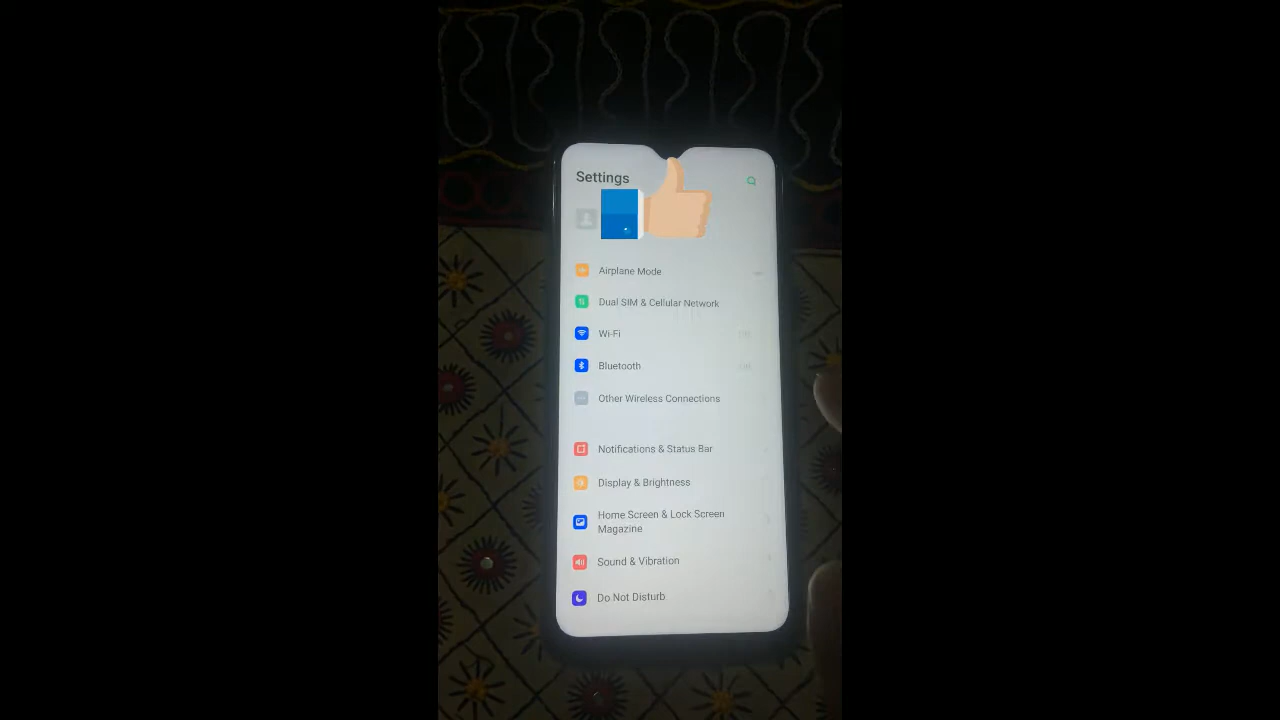 Settings
Airplane Mode
Dual SIM & Cellular Network
Wi-Fi
Bluetooth
Other Wireless Connections
Notifications & Status Bar
Display & Brightness
Home Screen & Lock Screen
Magazine
Sound & Vibration
Do Not Disturb